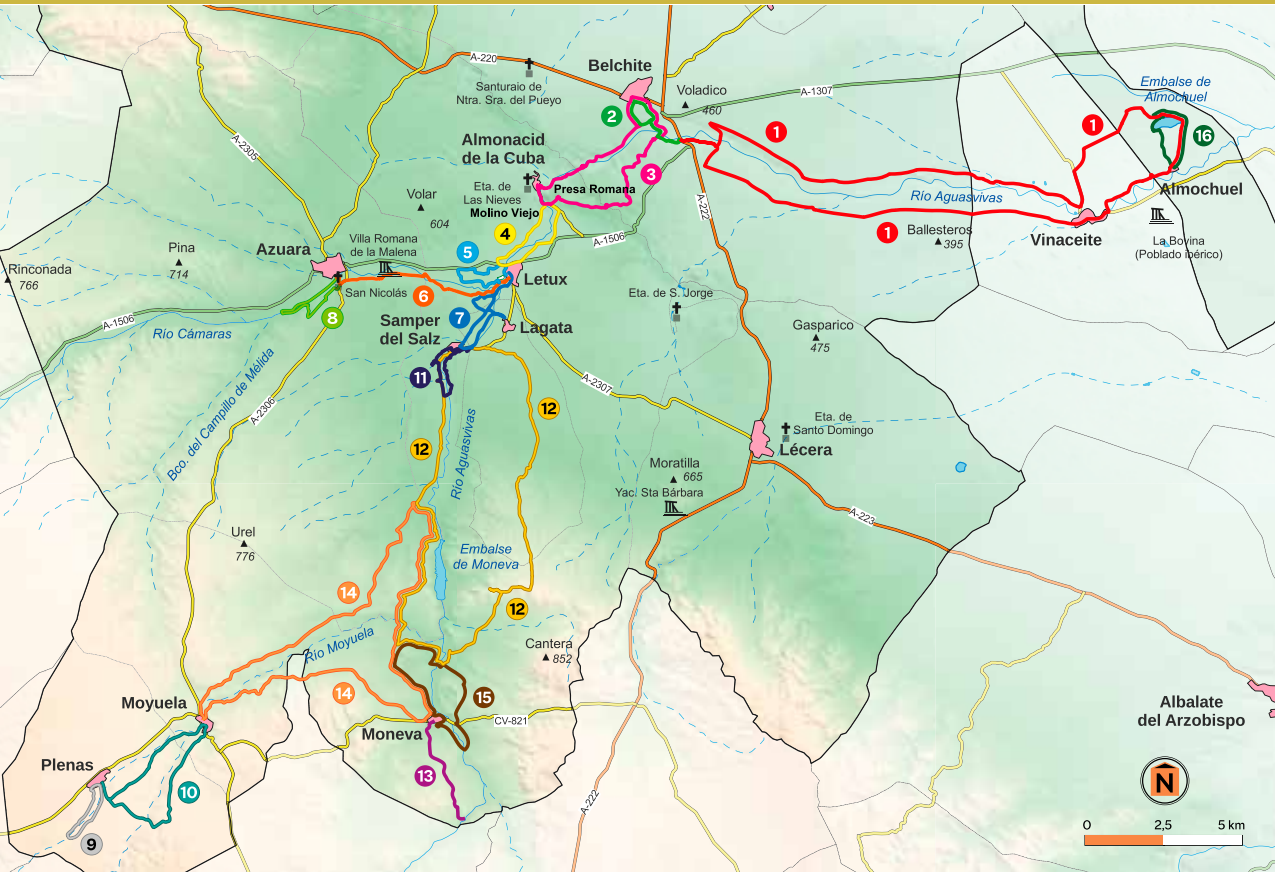 A-220
Santuraio de
Ntra. Sra. del Pueyo
Belchite
Voladico
460
A-1307
Embalse de
Almochuel
2
1
1
16
A-2305
Almonacid
de la Cuba
3
Eta. de
Las Nieves
Presa Romana
Molino Viejo
Volar
604
Almochuel
Río Aguasvivas
A-222
4
A-1506
1
Ballesteros
395
Vinaceite
La Bovina
(Poblado ibérico)
Pina
714
Azuara
Villa Romana
de la Malena
5
Rinconada
766
Letux
San Nicolás
6
Eta. de S. Jorge
8
7
Samper
del Salz
Lagata
A-1506
Río Cámaras
Gasparico
475
Bco. del Campillo de Mélida
11
A-2307
A-2306
12
12
Río Aguasvivas
Eta. de
Santo Domingo
Lécera
Moratilla
665
Yac. Sta Bárbara
A-223
Urel
776
Embalse
de Moneva
14
12
Río Moyuela
Cantera
852
14
15
Moyuela
Moneva
CV-821
Albalate
del Arzobispo
Plenas
13
10
9
A-222
N
0 2,5 5 km